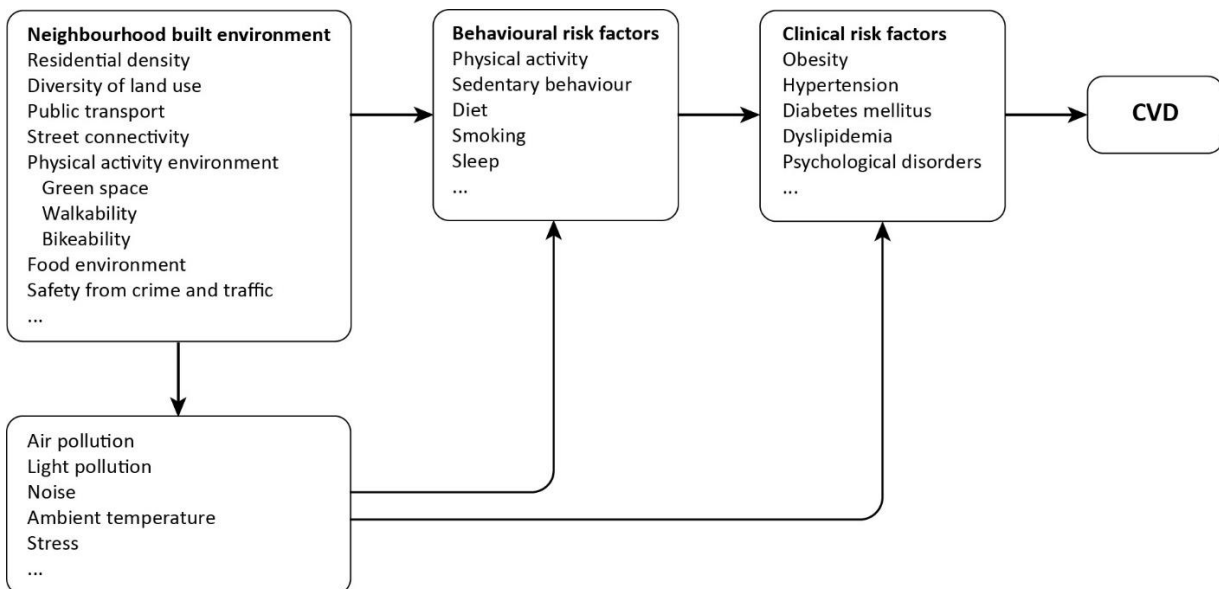 Neighbourhood built environment
Residential density
Diversity of land use
Public transport
Street connectivity
Physical activity environment
Green space
Walkability
Bikeability
Food environment
Safety from crime and traffic
...
Behavioural risk factors
Physical activity
Sedentary behaviour
Diet
Smoking
Sleep
...
Clinical risk factors
Obesity
Hypertension
Diabetes mellitus
Dyslipidemia
Psychological disorders
...
CVD
Air pollution
Light pollution
Noise
Ambient temperature
Stress
...